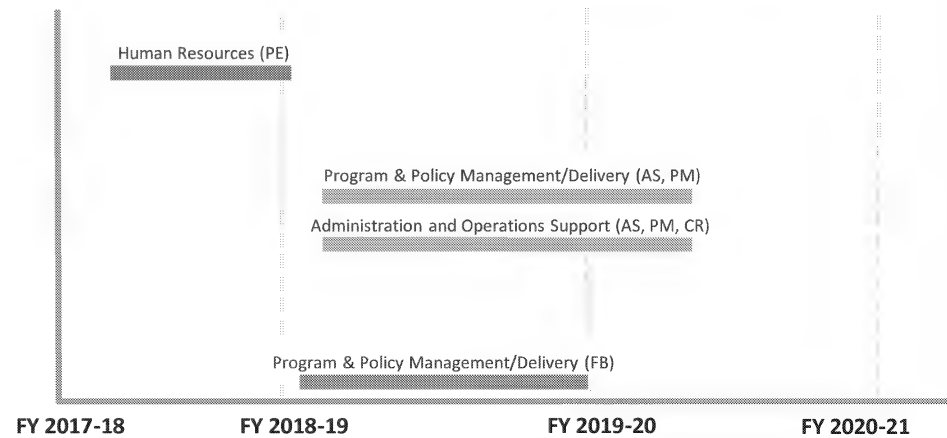 Human Resources (PE)
Program & Policy Management/Delivery (AS, PM)
Administration and Operations Support (AS, PM, CR)
Program & Policy Management/Delivery (FB)
FY 2017-18 FY 2018-19 FY 2019-20 FY 2020-21